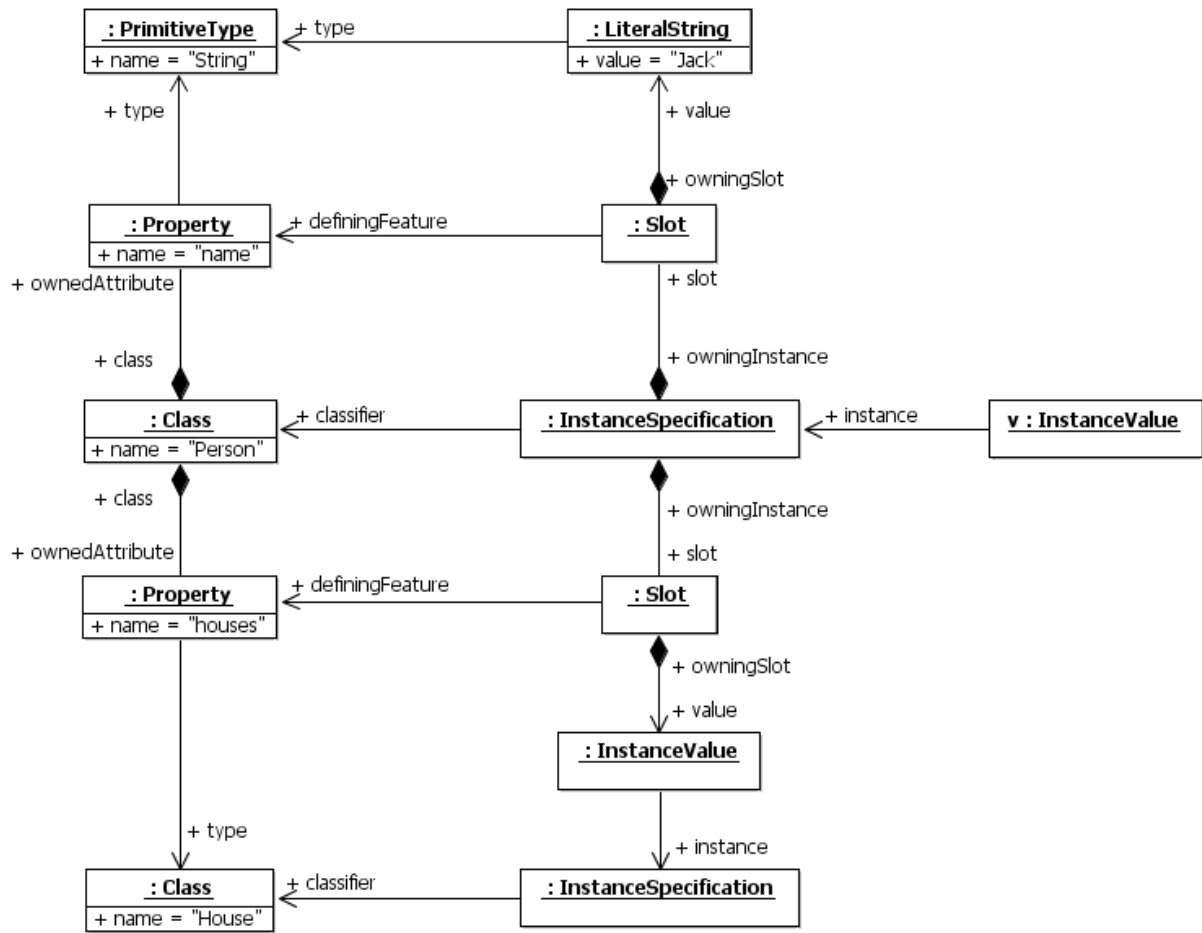 : PrimitiveType
+ name = "String"
+ type
: LiteralString
+ value = "Jack"
+ type
+ value
+ owningSlot
: Property
+ name = "name"
+ definingFeature
: Slot
+ ownedAttribute
+ slot
+ class
+ owningInstance
: Class
+ name = "Person"
+ classifier
: InstanceSpecification
+ instance
v : InstanceValue
+ class
+ owningInstance
+ ownedAttribute
+ slot
: Property
+ name = "houses"
+ definingFeature
: Slot
+ owningSlot
+ value
: InstanceValue
+ type
+ instance
: Class
+ name = "House"
+ classifier
: InstanceSpecification